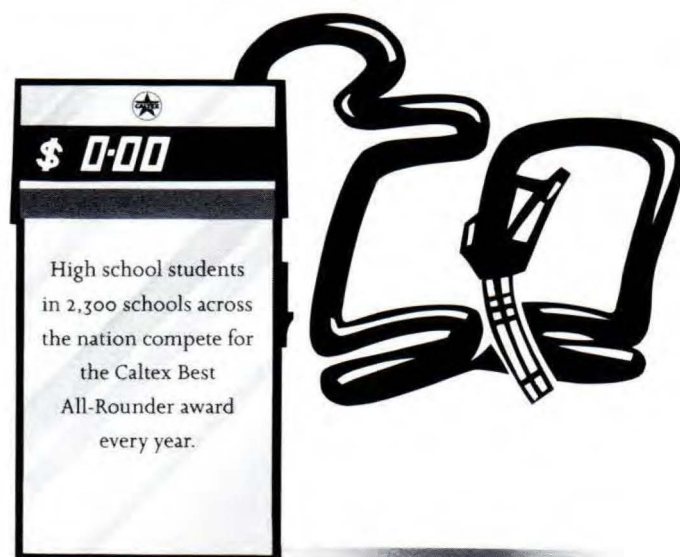 CALTEX
$ 0.00
High school students
in 2,300 schools across
the nation compete for
the Caltex Best
All-Rounder award
every year.